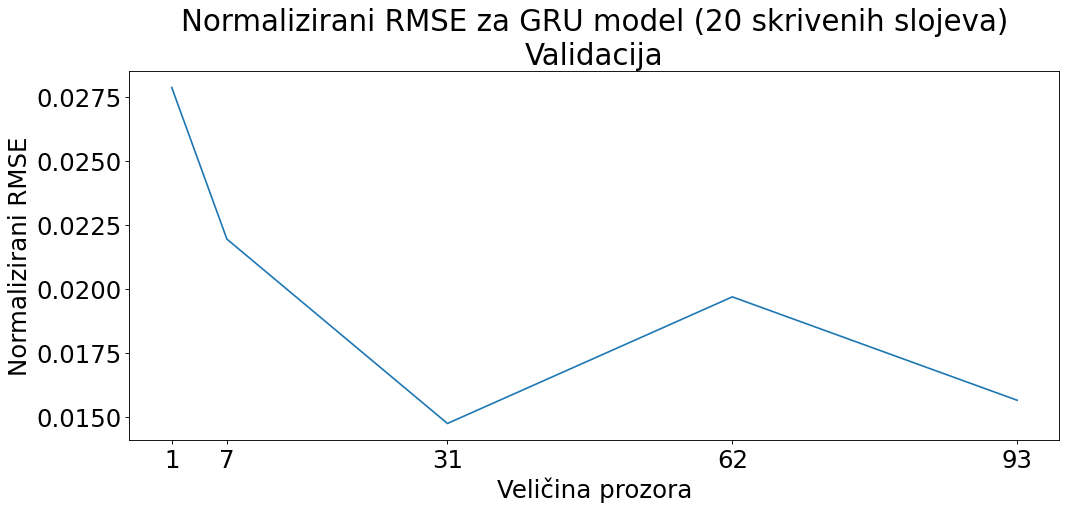 Normalizirani RMSE za GRU model (20 skrivenih slojeva)
Validacija
Normalizirani RMSE
0.0275
0.0250
0.0225
0.0200
0.0175
0.0150
1 7 31 62 93
Veličina prozora